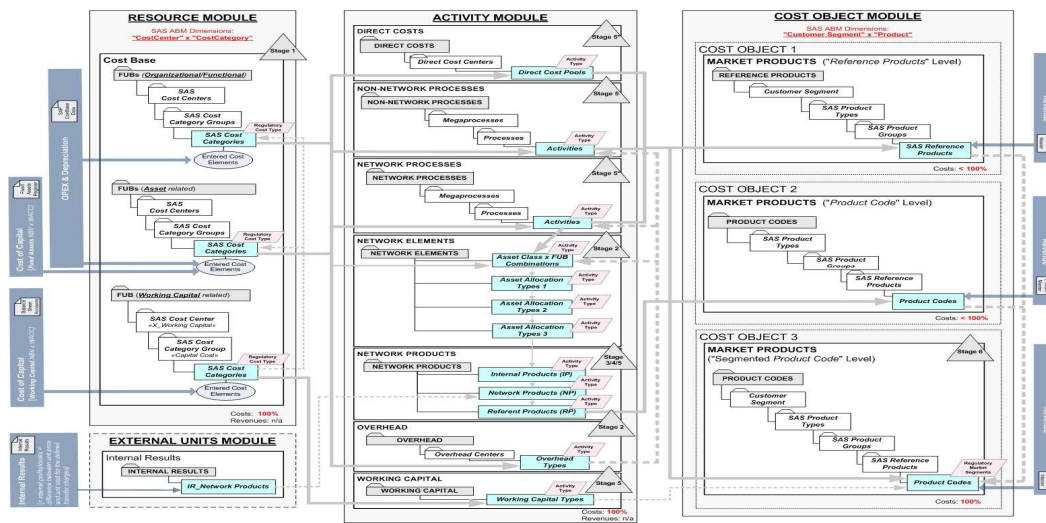 RESOURCE MODULE
SAS ABM Dimensions:
"CostCenter" x "CostCategory"
Stage 1
Cost Base
FUBs (Organizational/Functional)
SAS
Cost Centers
SAS
Cost Category Groups
Regulatory
Cost Type
SAS Cost
Categories
Entered Cost
Elements
FUBs (Asset related)
SAS
Cost Centers
SAS
Cost Category Groups
Regulatory
Cost Type
SAS Cost
Categories
Entered Cost
Elements
FUB (Working Capital related)
SAS Cost Center
«X_Working Capital»
SAS Cost
Category Group
«Capital Cost»
Regulatory
Cost Type
SAS Cost
Categories
Entered Cost
Elements
Costs: 100%
Revenues: n/a
OPEX & Depreciation
Cost of Capital
[Fixed Assets NBV x WACC]
Cost of Capital
[Working Capital NBV x WACC]
Internal Results
EXTERNAL UNITS MODULE
Internal Results
INTERNAL RESULTS
IR_Network Products
ACTIVITY MODULE
DIRECT COSTS
Stage 5
DIRECT COSTS
Direct Cost Centers
Activity
Type
Direct Cost Pools
NON-NETWORK PROCESSES
Stage 5
NON-NETWORK PROCESSES
Megaprocesses
Processes
Activity
Type
Activities
NETWORK PROCESSES
Stage 5
NETWORK PROCESSES
Megaprocesses
Processes
Activity
Type
Activities
NETWORK ELEMENTS
Stage 2
NETWORK ELEMENTS
Activity
Type
Asset Class x FUB
Combinations
Asset Allocation
Types 1
Activity
Type
Asset Allocation
Types 2
Activity
Type
Asset Allocation
Types 3
Activity
Type
NETWORK PRODUCTS
Stage
3/4/5
NETWORK PRODUCTS
Internal Products (IP)
Activity
Type
Network Products (NP)
Activity
Type
Referent Products (RP)
Activity
Type
OVERHEAD
Stage 2
OVERHEAD
Overhead Centers
Activity
Type
Overhead
Types
WORKING CAPITAL
Stage 5
WORKING CAPITAL
Activity
Type
Working Capital Types
Costs: 100%
Revenues: n/a
COST OBJECT MODULE
SAS ABM Dimensions:
"Customer Segment" x "Product"
COST OBJECT 1
MARKET PRODUCTS ("Reference Products" Level)
REFERENCE PRODUCTS
Customer Segment
SAS Product
Types
SAS Product
Groups
SAS Reference
Products
Costs: < 100%
COST OBJECT 2
MARKET PRODUCTS ("Product Code" Level)
PRODUCT CODES
SAS Product
Types
SAS Product
Groups
SAS Reference
Products
Product Codes
Costs: < 100%
COST OBJECT 3
MARKET PRODUCTS
("Segmented Product Code" Level)
Stage 6
PRODUCT CODES
Customer
Segment
SAS Product
Types
SAS Product
Groups
SAS Reference
Products
Regulatory
Market
Segments
Product Codes
Costs: 100%